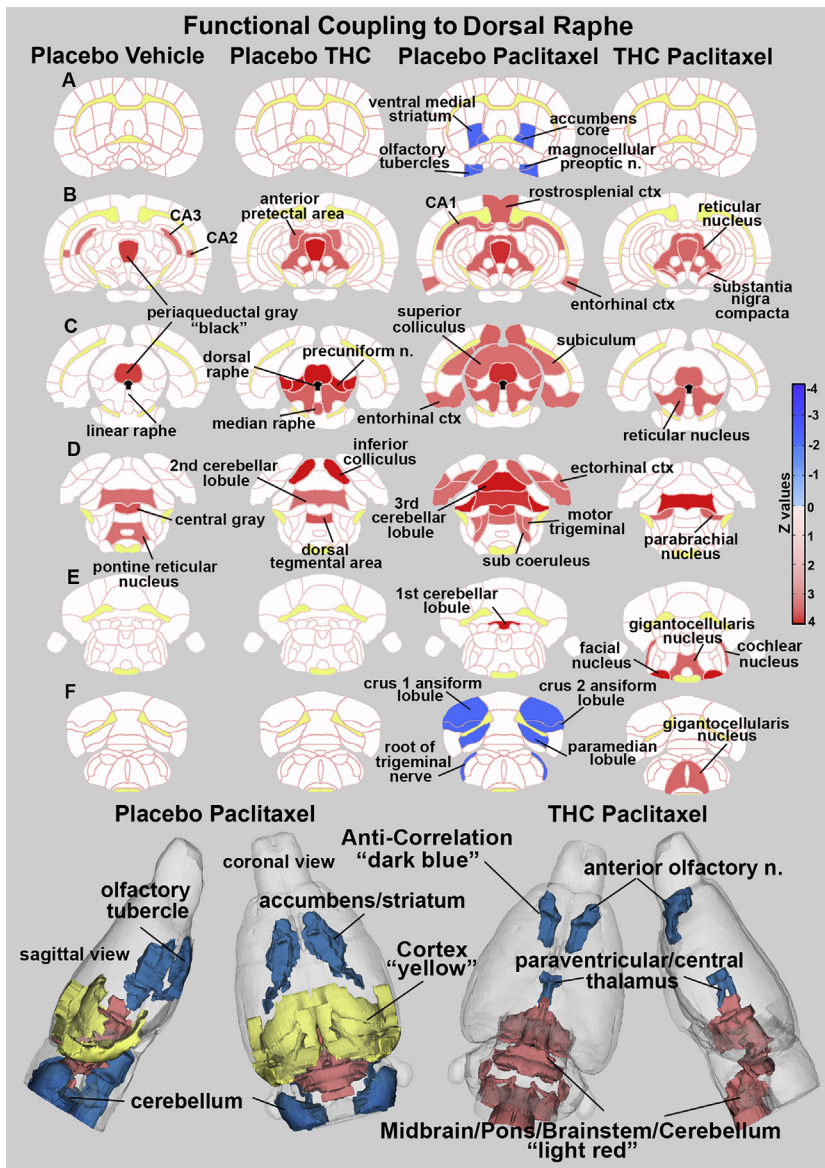 Functional Coupling to Dorsal Raphe
Placebo Vehicle
Placebo THC
Placebo Paclitaxel
THC Paclitaxel
A
ventral medial
striatum
accumbens
core
olfactory
tubercles
magnocellular
preoptic n.
B
CA3
CA2
anterior
pretectal area
CA1
rostrosplenial ctx
reticular
nucleus
periaqueductal gray
“black”
superior
colliculus
entorhinal ctx
substantia
nigra
compacta
C
dorsal
raphe
precuniform n.
subiculum
linear raphe
median raphe
entorhinal ctx
reticular nucleus
-4
-3
-2
-1
0
1
2
3
4
Z values
D
2nd cerebellar
lobule
inferior
colliculus
ectorhinal ctx
central gray
3rd
cerebellar
lobule
motor
trigeminal
pontine reticular
nucleus
dorsal
tegmental area
sub coeruleus
parabrachial
nucleus
E
1st cerebellar
lobule
gigantocellularis
nucleus
facial
nucleus
cochlear
nucleus
F
crus 1 ansiform
lobule
crus 2 ansiform
lobule
gigantocellularis
nucleus
root of
trigeminal
nerve
paramedian
lobule
Placebo Paclitaxel
THC Paclitaxel
coronal view
Anti-Correlation
“dark blue”
anterior olfactory n.
olfactory
tubercle
accumbens/striatum
sagittal view
Cortex
“yellow”
paraventricular/central
thalamus
cerebellum
Midbrain/Pons/Brainstem/Cerebellum
“light red”